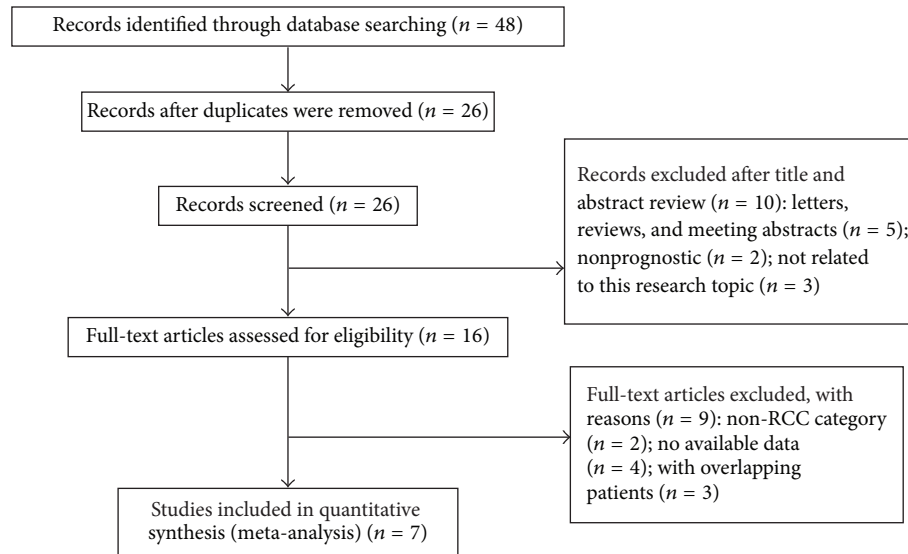 Records identified through database searching (n = 48)
Records after duplicates were removed (n = 26)
Records screened (n = 26)
Records excluded after title and
abstract review (n = 10): letters,
reviews, and meeting abstracts (n = 5);
nonprognostic (n = 2); not related
to this research topic (n = 3)
Full-text articles assessed for eligibility (n = 16)
Full-text articles excluded, with
reasons (n = 9): non-RCC category
(n = 2); no available data
(n = 4); with overlapping
patients (n = 3)
Studies included in quantitative
synthesis (meta-analysis) (n = 7)